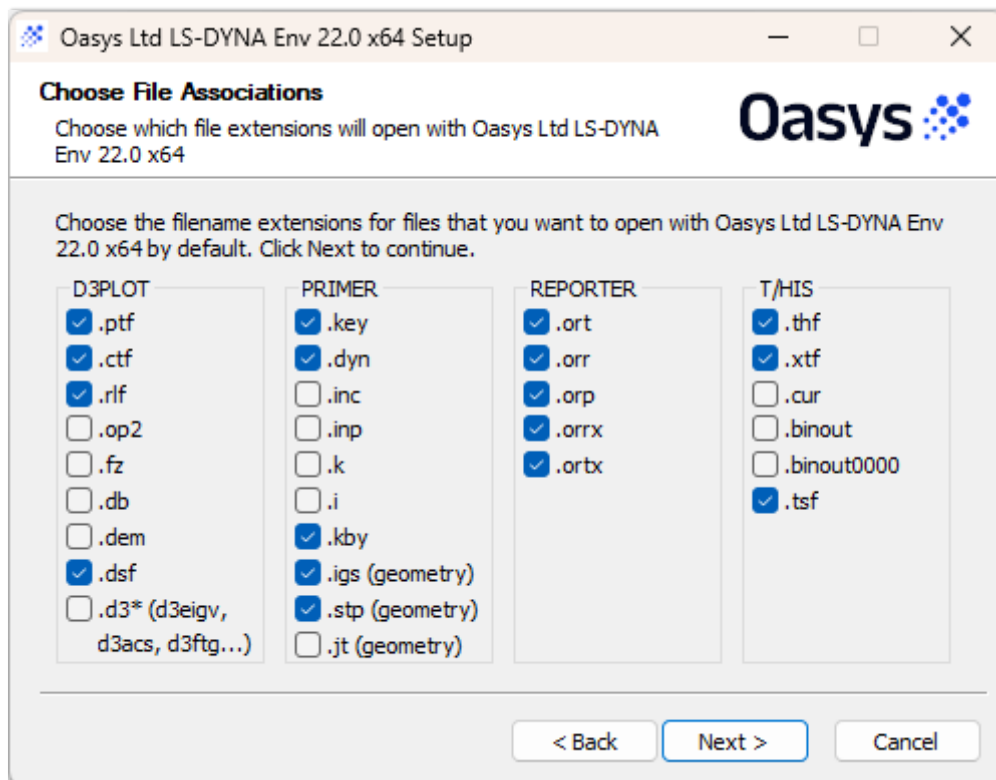 Oasys Ltd LS-DYNA Env 22.0 x64 Setup
Choose File Associations
Choose which file extensions will open with Oasys Ltd LS-DYNA
Env 22.0 x64
Oasys
Choose the filename extensions for files that you want to open with Oasys Ltd LS-DYNA Env
22.0 x64 by default. Click Next to continue.
D3PLOT
.ptf
.ctf
.rlf
.op2
.fz
.db
.dem
.dsf
.d3* (d3eigv,
d3acs, d3ftg...)
PRIMER
.key
.dyn
.inc
.inp
.k
.i
.kby
.igs (geometry)
.stp (geometry)
.jt (geometry)
REPORTER
.ort
.orr
.orp
.orrx
.ortx
T/HIS
.thf
.xtf
.cur
.binout
.binout0000
.tsf
< Back
Next >
Cancel